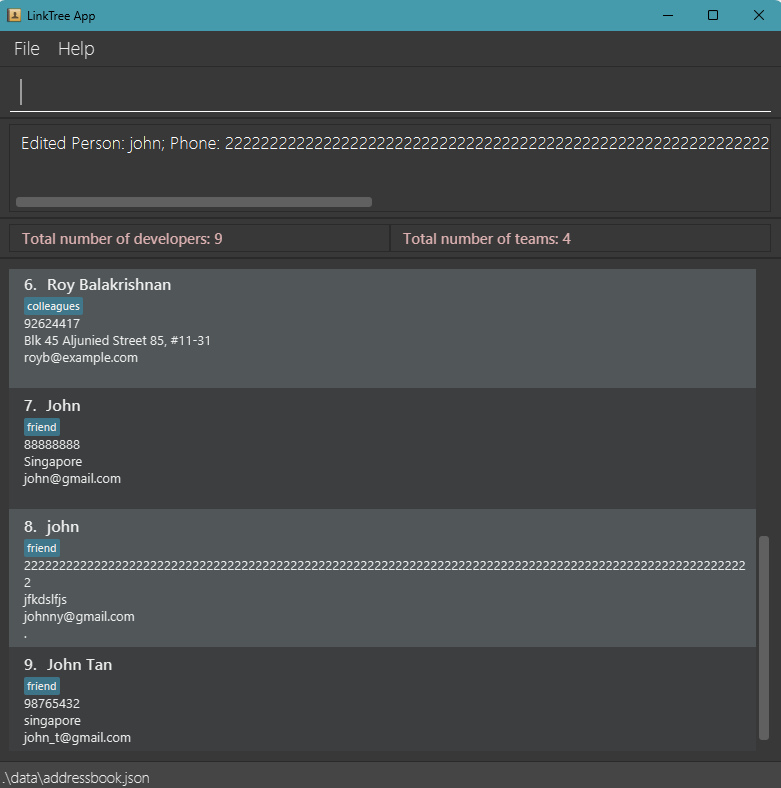 LinkTree App
File Help
Edited Person: john; Phone: 2222222222222222222222222222222222222222222222222222222222222
Total number of developers: 9 Total number of teams: 4
6. Roy Balakrishnan
colleagues
92624417
Blk 45 Aljunied Street 85, #11-31
royb@example.com
7. John
friend
88888888
Singapore
john@gmail.com
8. john
friend
2222222222222222222222222222222222222222222222222222222222222222222222222222222222222222222222222222222
2
jfkdslfjs
johnny@gmail.com
.
9. John Tan
friend
98765432
singapore
john_t@gmail.com
.\data\addressbook.json